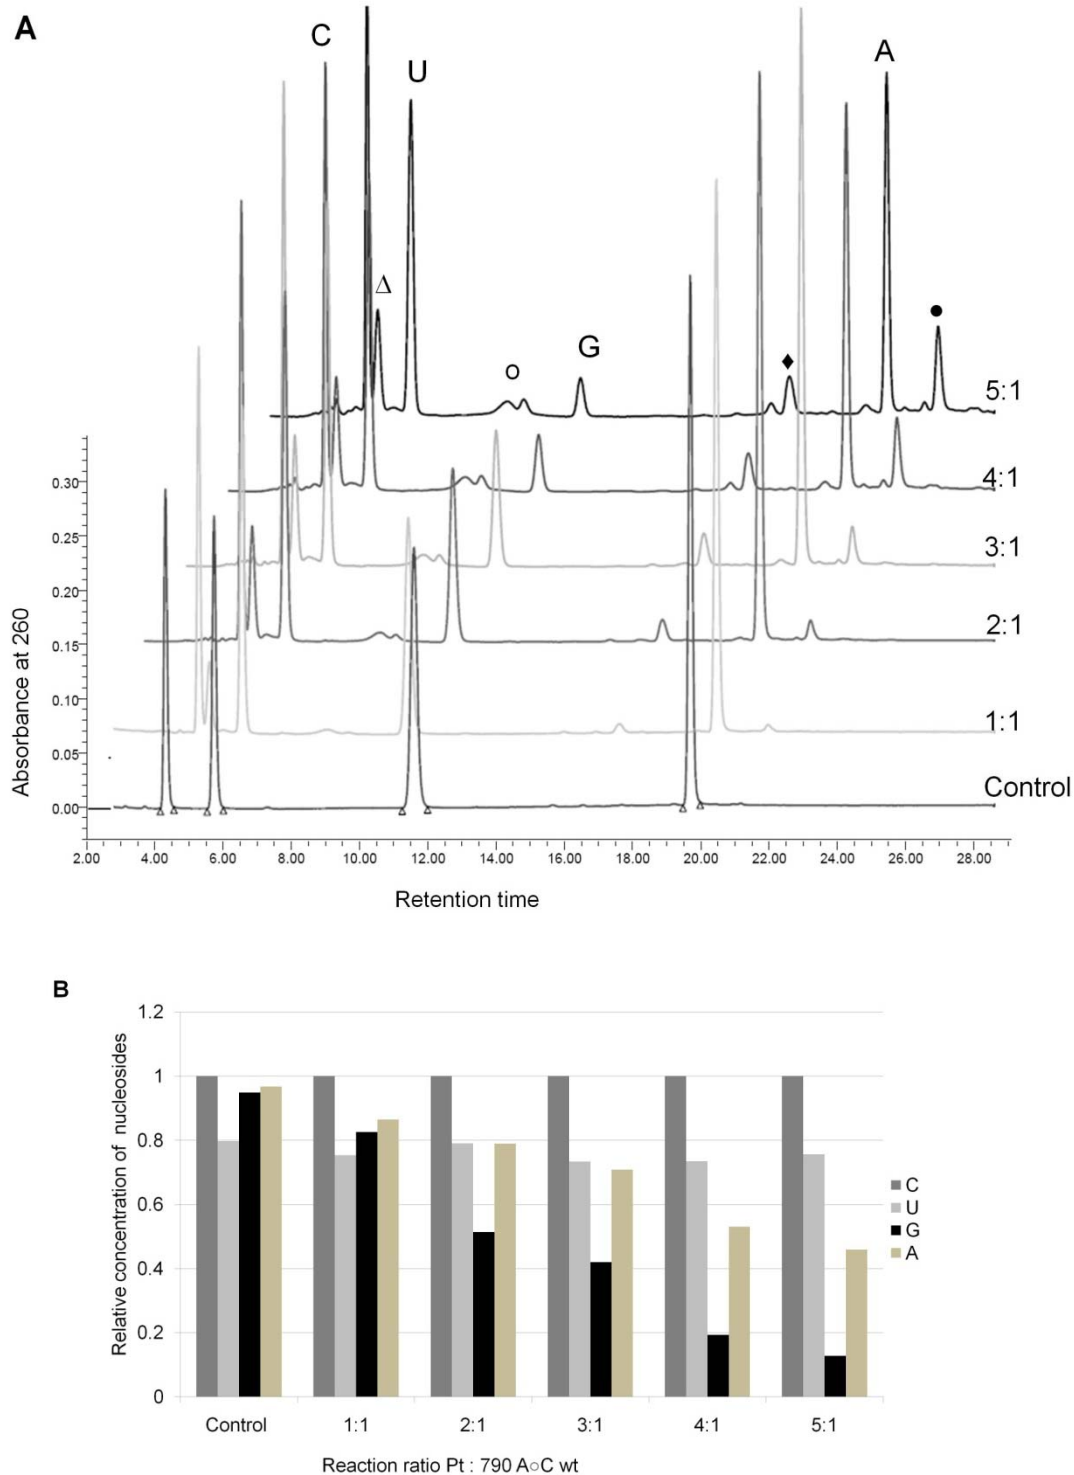 A
C
U
A
Δ
●
G
♦
o
5:1
4:1
0.30
3:1
0.25
0.20
2:1
0.15
0.10
1:1
0.05
Control
0.00
Absorbance at 260
2.00 4.00 6.00 8.00 10.00 12.00 14.00 16.00 18.00 20.00 22.00 24.00 26.00 28.00
Retention time
B
1.2
1
0.8
0.6
0.4
0.2
0
Relative concentration of nucleosides
C
U
G
A
Control 1:1 2:1 3:1 4:1 5:1
Reaction ratio Pt : 790 A○C wt